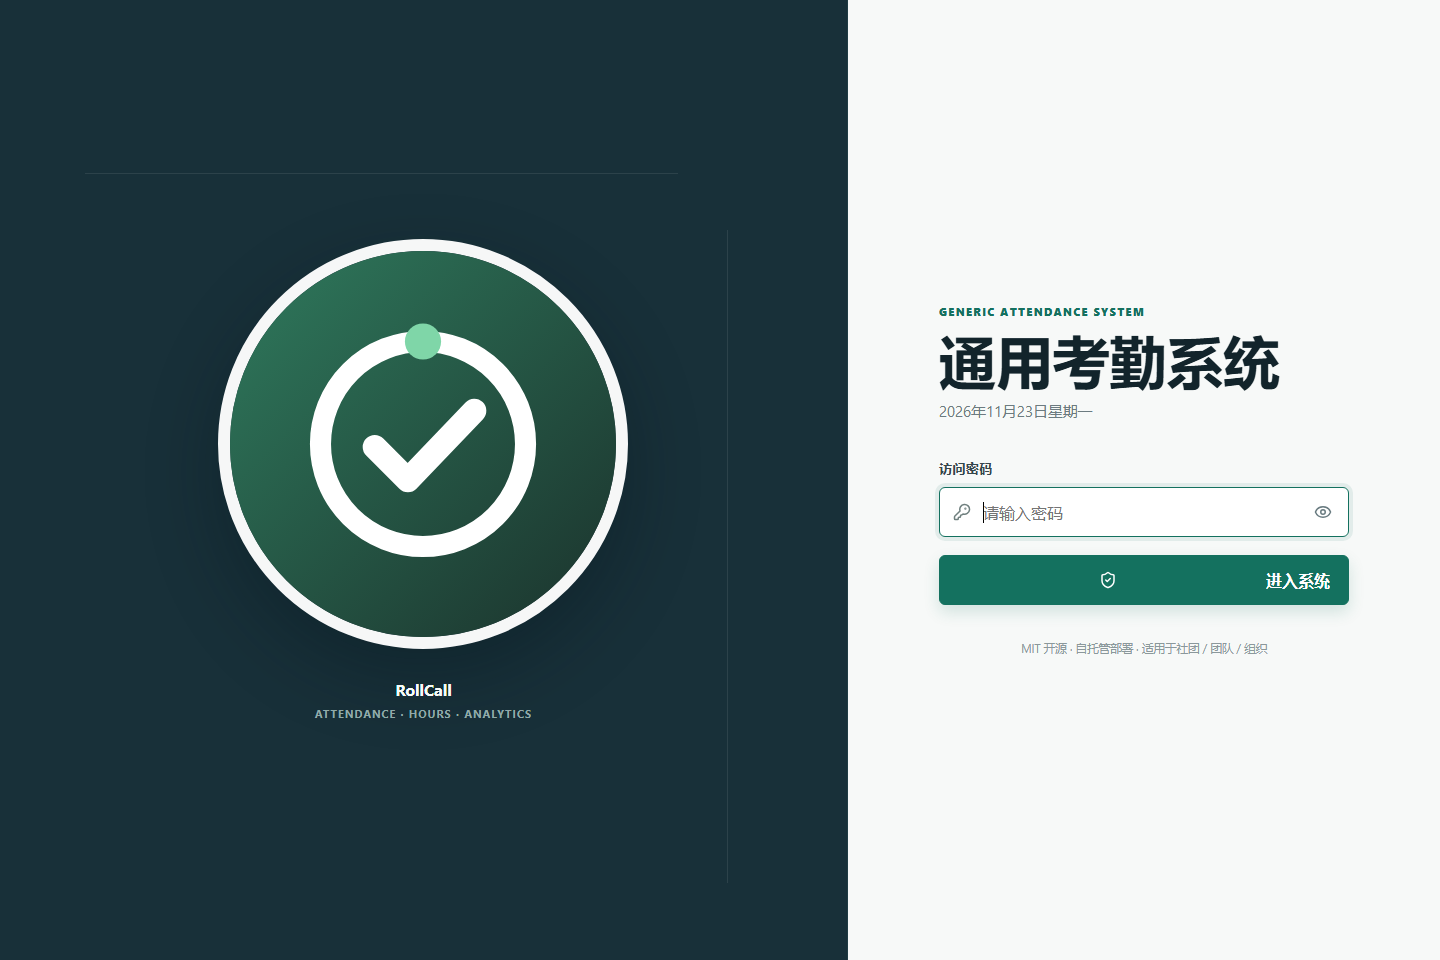 RollCall
ATTENDANCE · HOURS · ANALYTICS
GENERIC ATTENDANCE SYSTEM
通用考勤系统
2026年11月23日星期一
访问密码
请输入密码
进入系统
MIT 开源 · 自托管部署 · 适用于社团 / 团队 / 组织